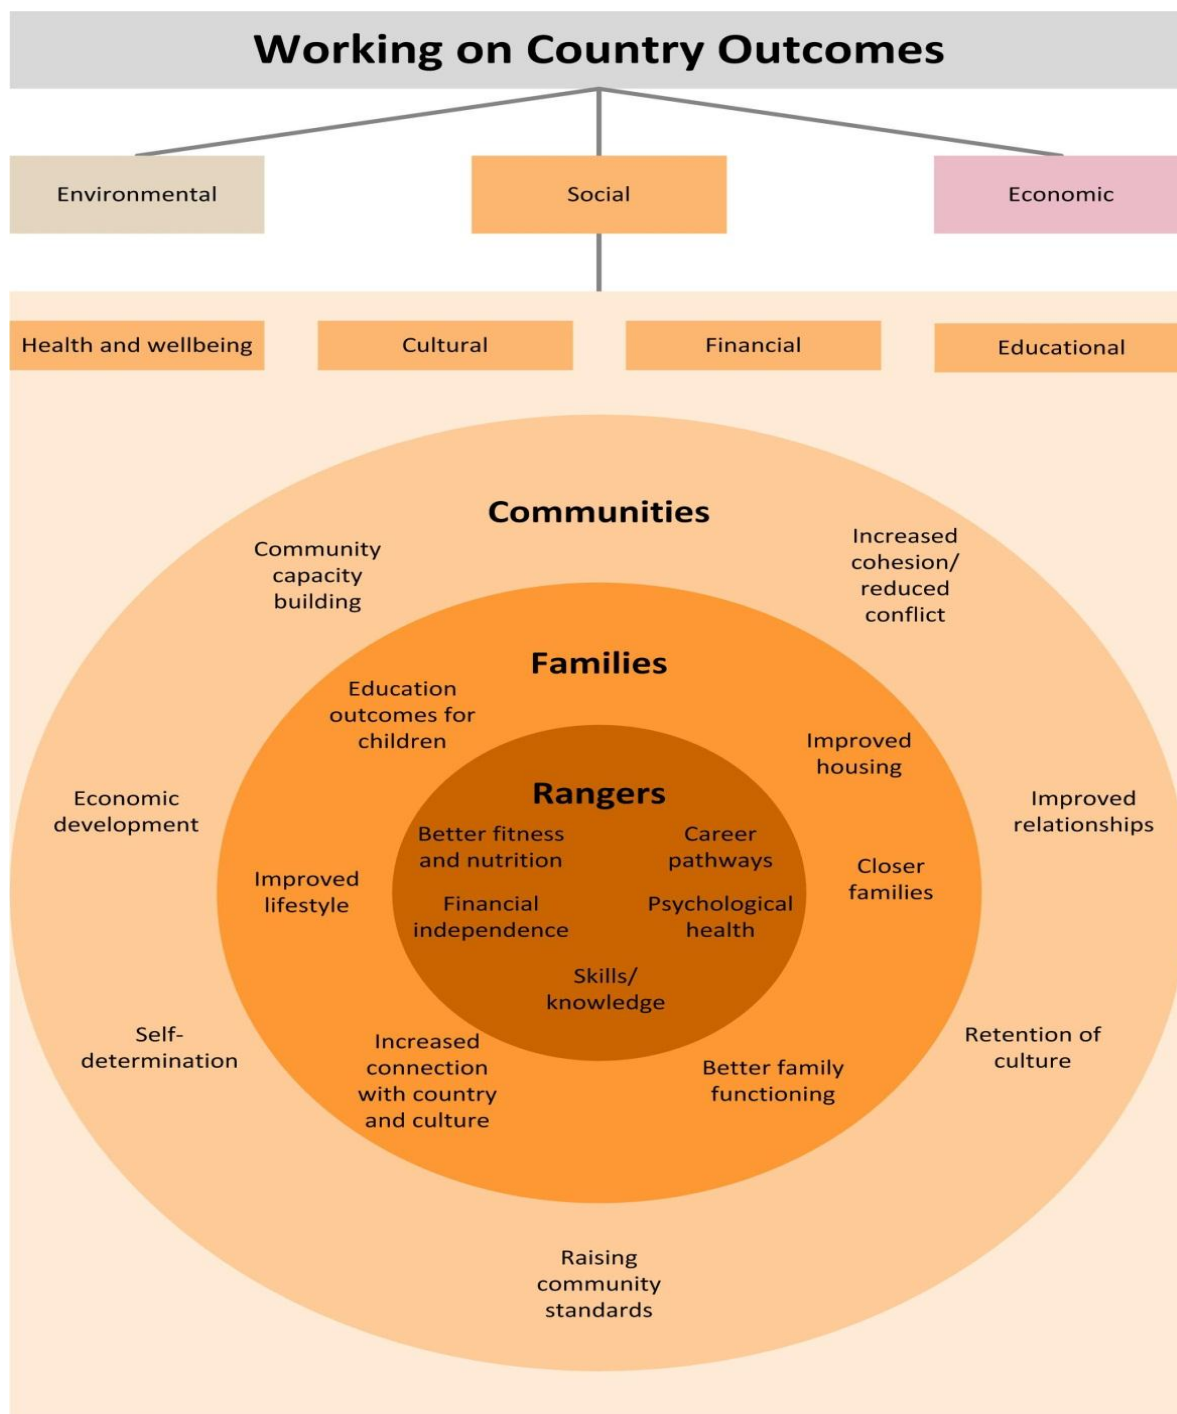 Working on Country Outcomes
Environmental
Social
Economic
Health and wellbeing
Cultural
Financial
Educational
Communities
Community
capacity
building
Increased
cohesion/
reduced
conflict
Families
Education
outcomes for
children
Improved
housing
Rangers
Economic
development
Improved
relationships
Better fitness
and nutrition
Career
pathways
Improved
lifestyle
Closer
families
Financial
independence
Psychological
health
Skills/
knowledge
Self-
determination
Increased
connection
with country
and culture
Better family
functioning
Retention of
culture
Raising
community
standards